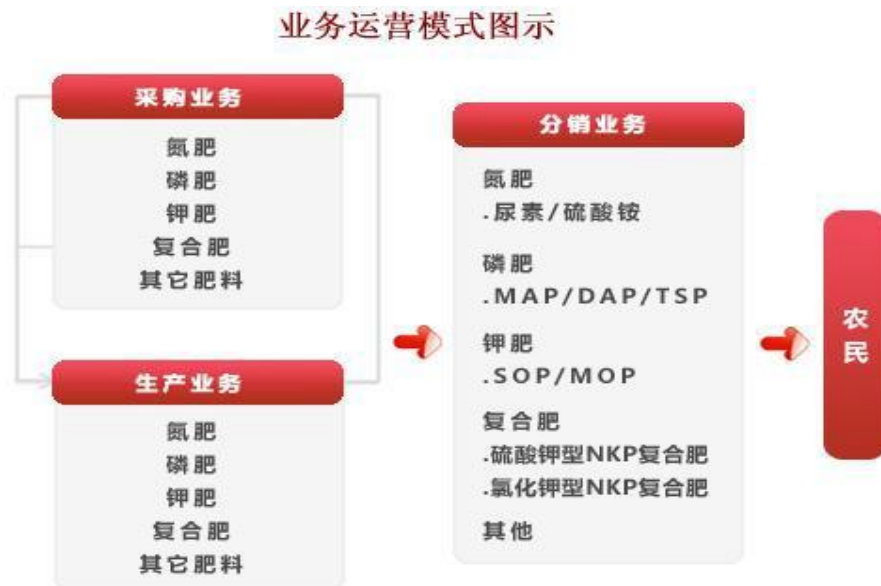 业务运营模式图示
采购业务
氮肥
磷肥
钾肥
复合肥
其它肥料
生产业务
氮肥
磷肥
钾肥
复合肥
其它肥料
分销业务
氮肥
.尿素/硫酸铵
磷肥
.MAP/DAP/TSP
钾肥
.SOP/MOP
复合肥
.硫酸钾型NKP复合肥
.氯化钾型NKP复合肥
其他
农
民